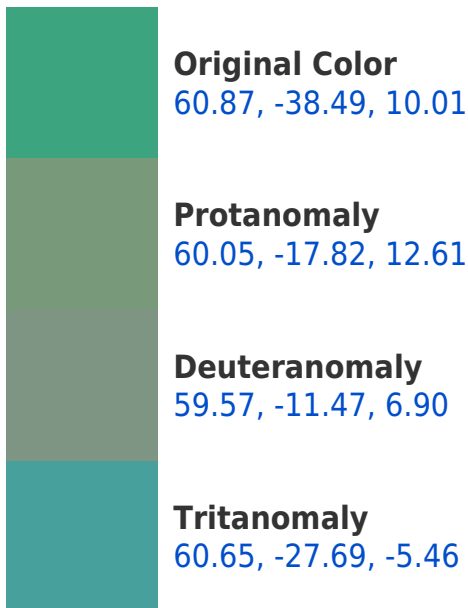 Original Color
60.87, -38.49, 10.01
Protanomaly
60.05, -17.82, 12.61
Deuteranomaly
59.57, -11.47, 6.90
Tritanomaly
60.65, -27.69, -5.46